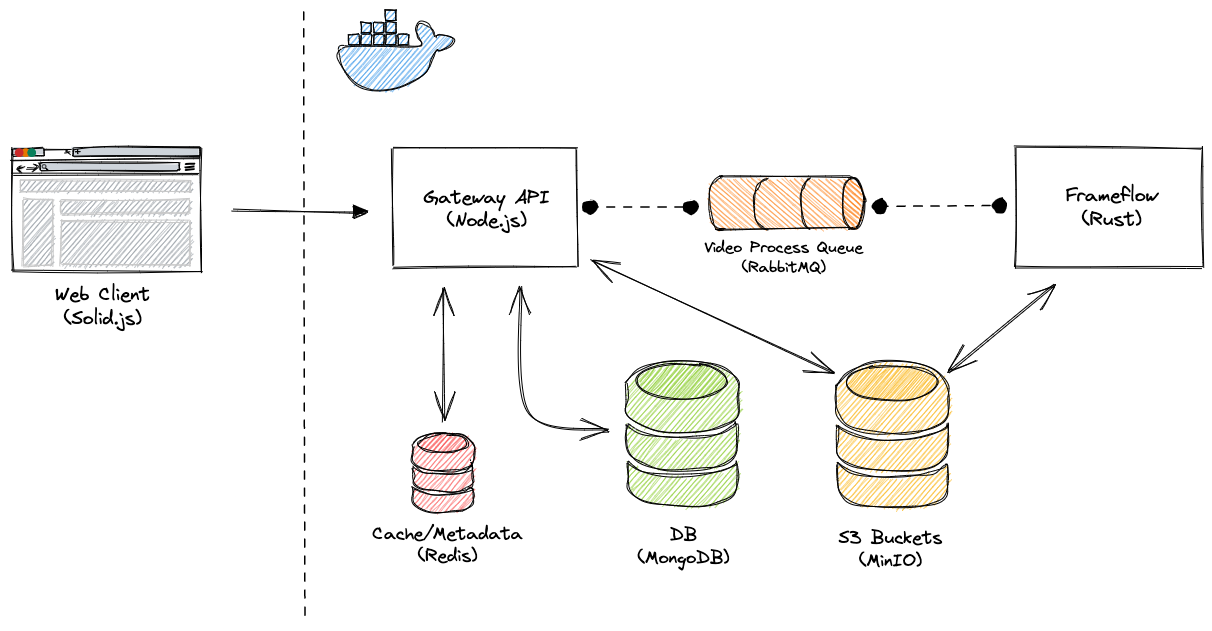 Gateway API
(Node.js)
Frameflow
(Rust)
Video Process Queue
(RabbitMQ)
Web Client
(Solid.js)
Cache/Metadata
(Redis)
DB
(MongoDB)
S3 Buckets
(MinIO)